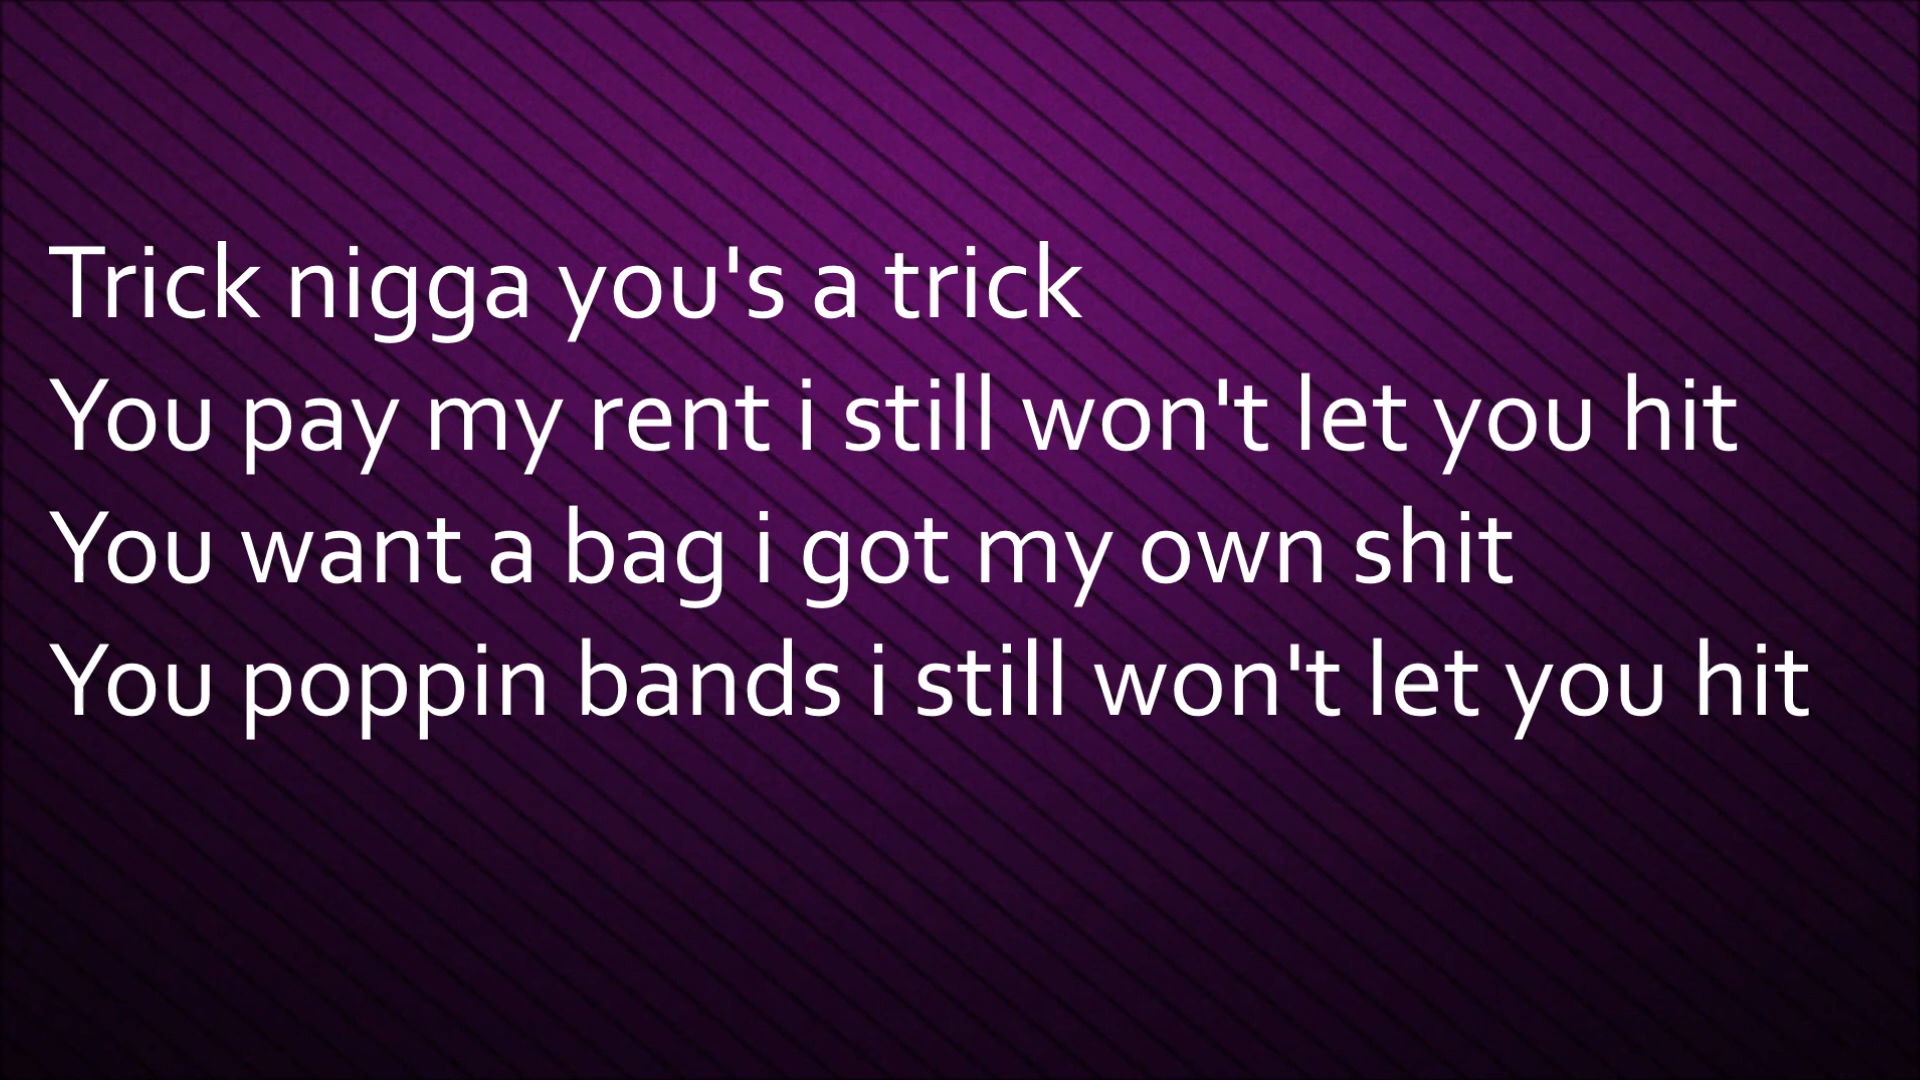 Trick nigga you's a trick
You pay my rent i still won't let you hit
You want a bag i got my own shit
You poppin bands i still won't let you hit